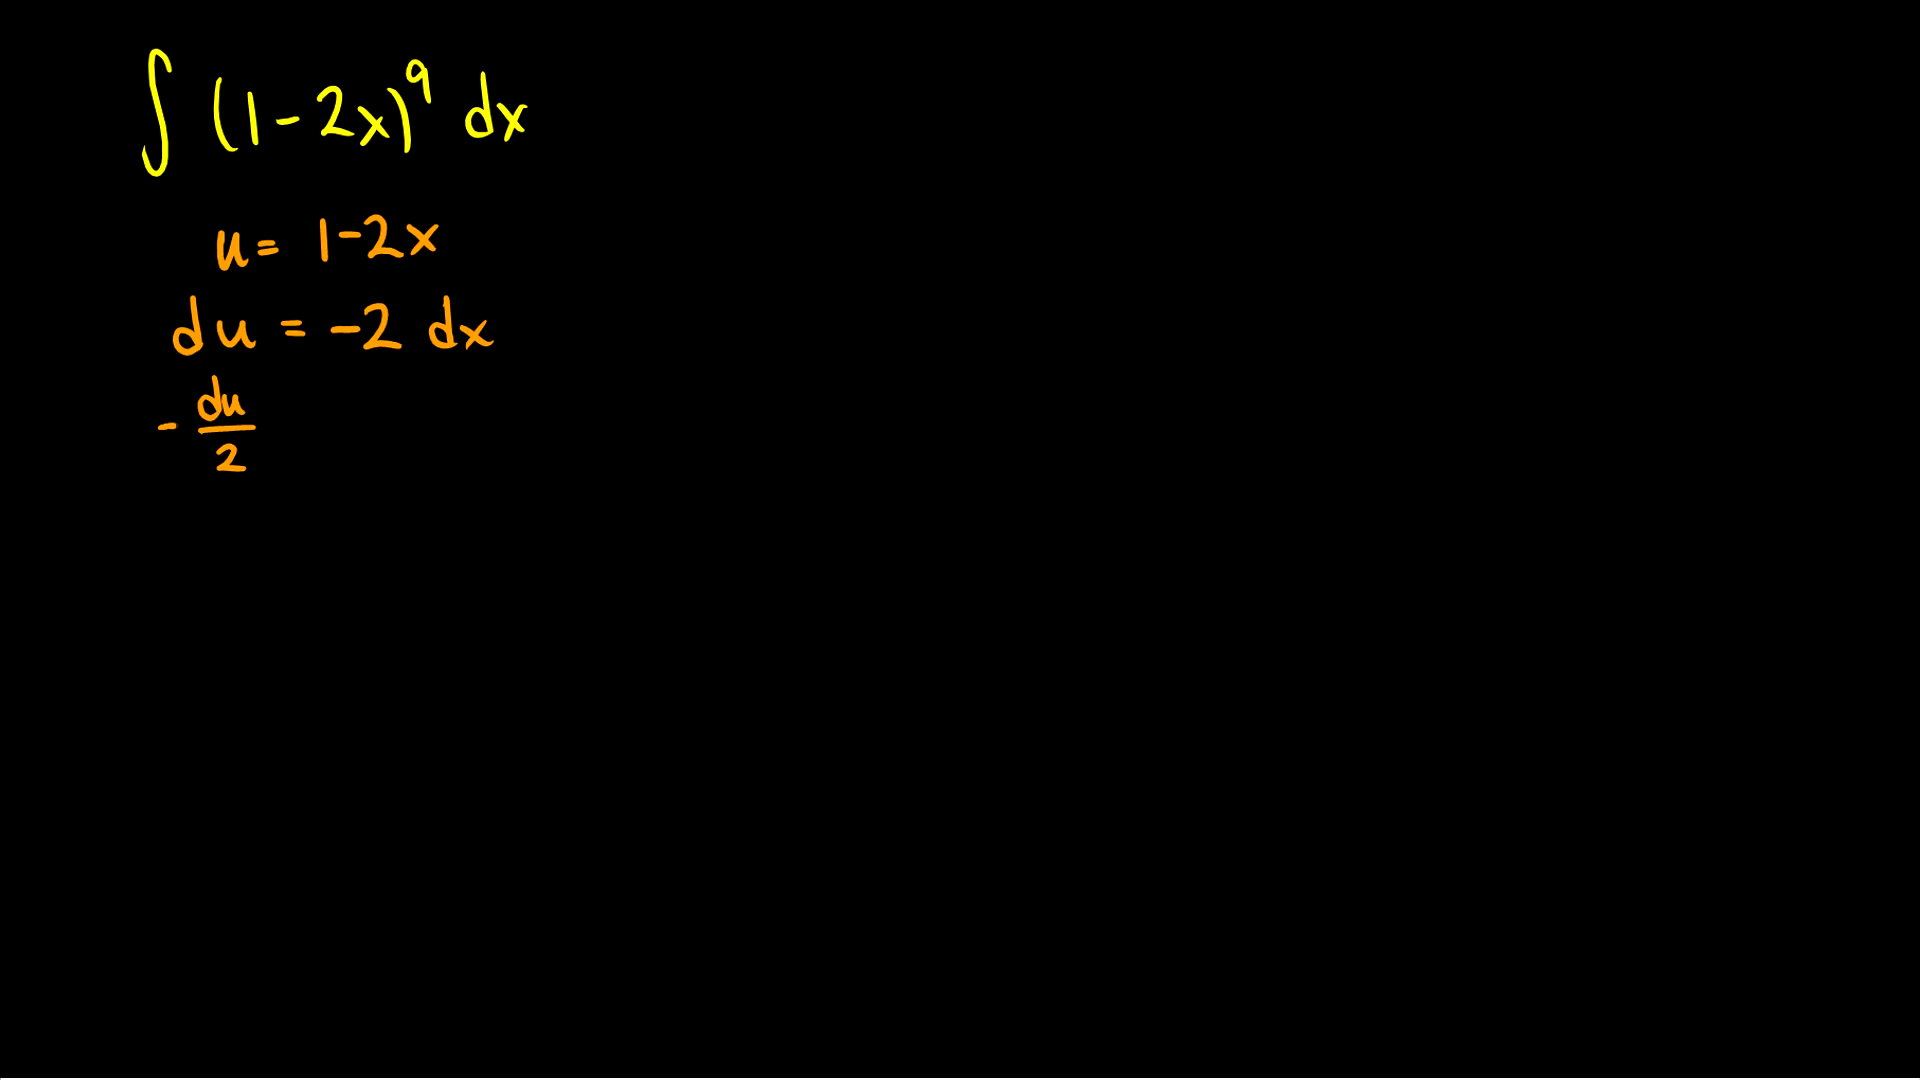 ∫ (1-2x)⁹ dx
u = 1-2x
du = -2 dx
- du/2